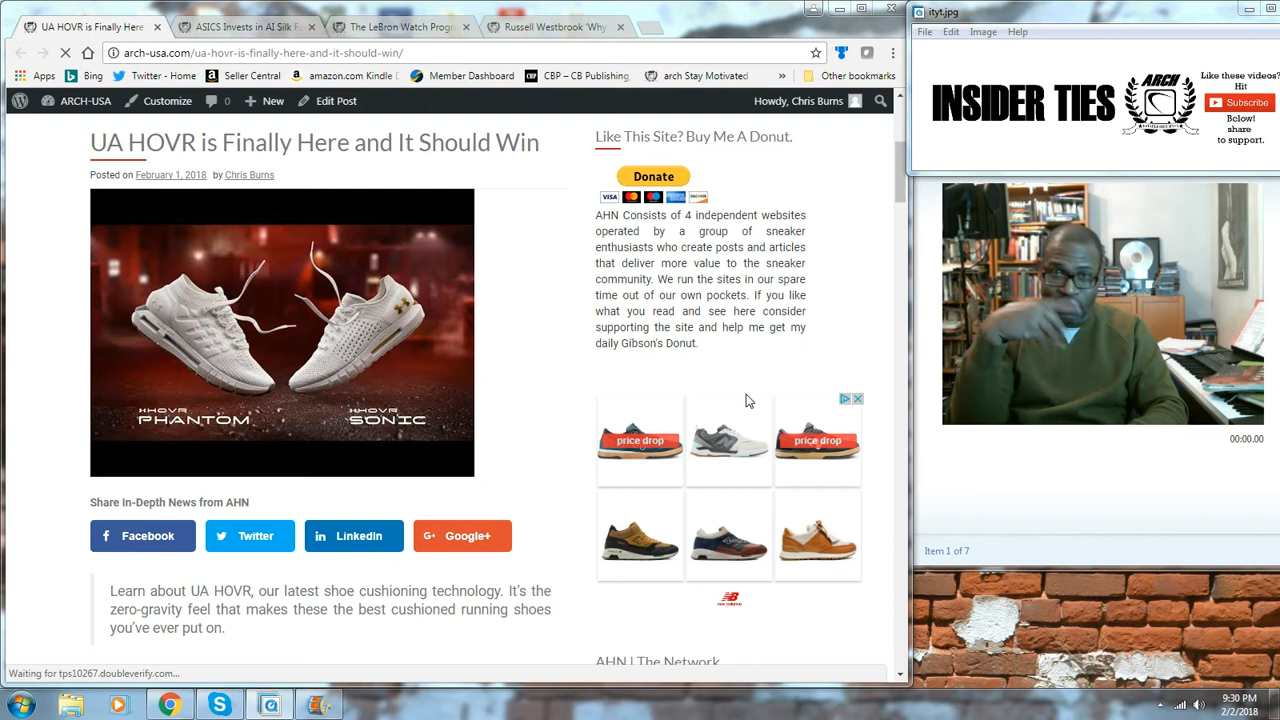 UA HOVR is Finally Here
ASICS Invests in AI Silk F
The LeBron Watch Progr
Russell Westbrook 'Why
arch-usa.com/ua-hovr-is-finally-here-and-it-should-win/
Apps
Bing
Twitter - Home
Seller Central
amazon.com Kindle
Member Dashboard
CBP – CB Publishing,
arch Stay Motivated
»
Other bookmarks
ARCH-USA
Customize
0
+ New
Edit Post
Howdy, Chris Burns
UA HOVR is Finally Here and It Should Win
Posted on February 1, 2018 by Chris Burns
HOVR
PHANTOM
HOVR
SONIC
Share In-Depth News from AHN
Facebook
Twitter
LinkedIn
Google+
Learn about UA HOVR, our latest shoe cushioning technology. It's the
zero-gravity feel that makes these the best cushioned running shoes
you've ever put on.
Like This Site? Buy Me A Donut.
Donate
VISA
AHN Consists of 4 independent websites
operated by a group of sneaker
enthusiasts who create posts and articles
that deliver more value to the sneaker
community. We run the sites in our spare
time out of our own pockets. If you like
what you read and see here consider
supporting the site and help me get my
daily Gibson's Donut.
price drop
price drop
new balance
AHN | The Network
Waiting for tps10267.doubleverify.com...
ityt.jpg
File Edit Image Help
INSIDER TIES
ARCH
Like these videos?
Hit
Subscribe
Below!
share
to support.
00:00.00
Item 1 of 7
9:30 PM
2/2/2018